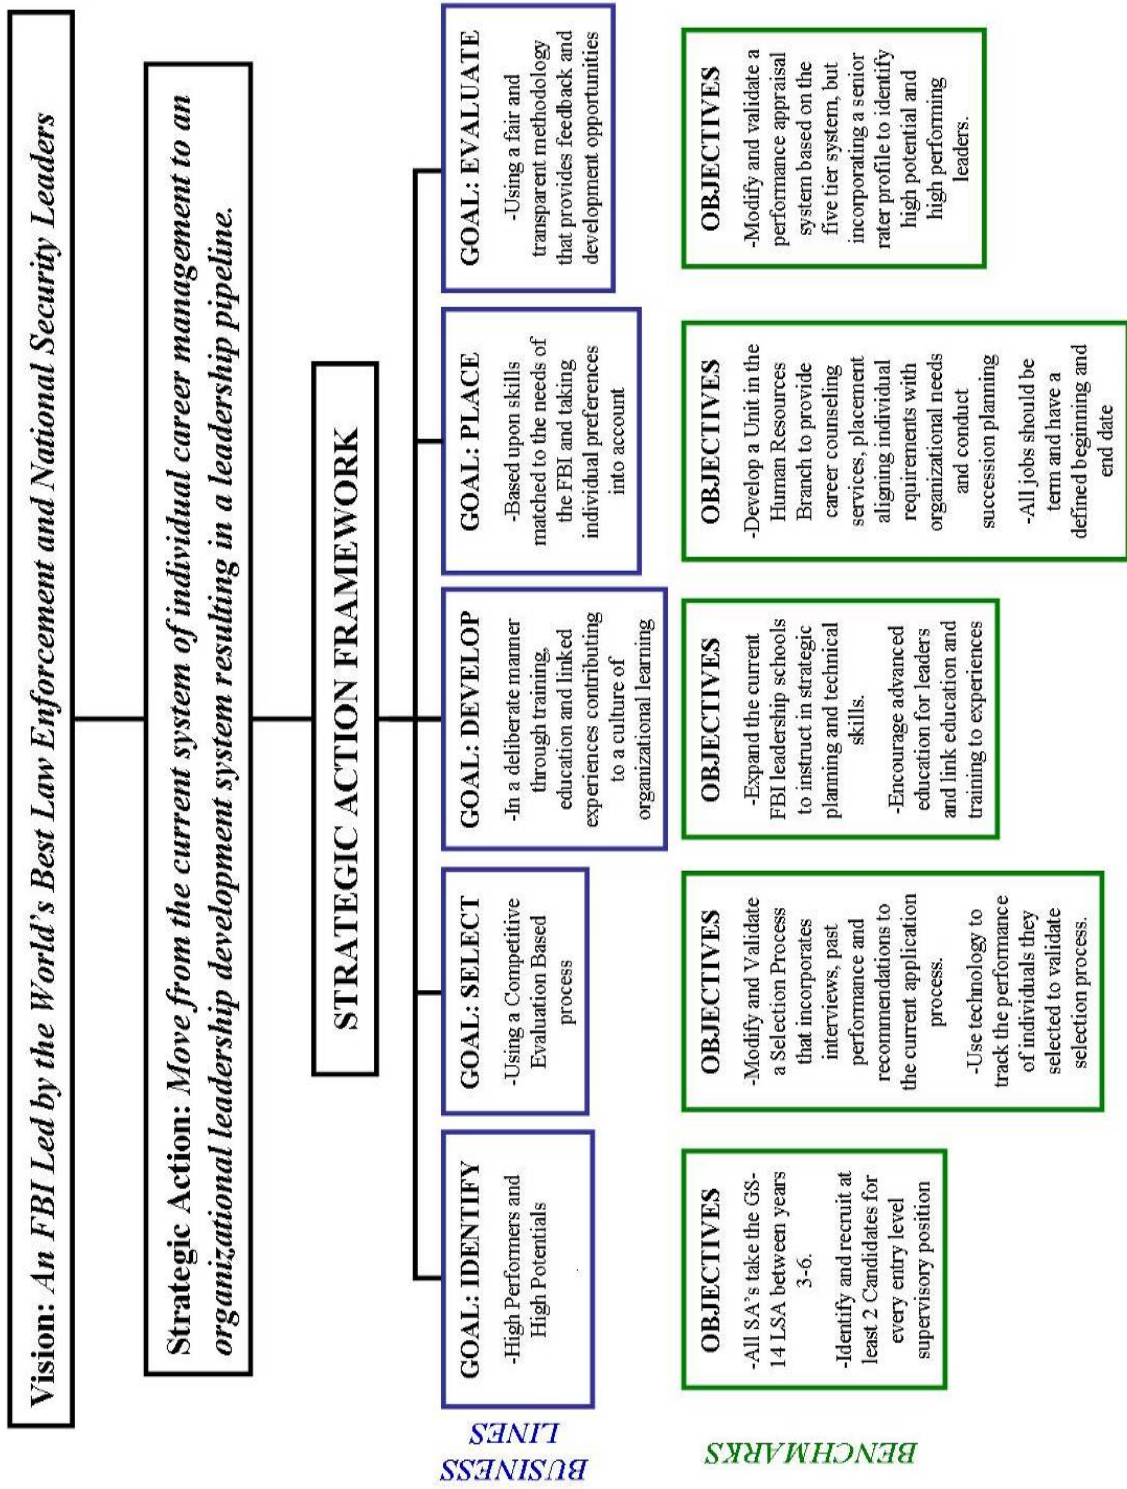 Vision: An FBI Led by the World's Best Law Enforcement and National Security Leaders
Strategic Action: Move from the current system of individual career management to an
organizational leadership development system resulting in a leadership pipeline.
STRATEGIC ACTION FRAMEWORK
BUSINESS
LINES
GOAL: IDENTIFY
-High Performers and
High Potentials
GOAL: SELECT
-Using a Competitive
Evaluation Based
process
GOAL: DEVELOP
-In a deliberate manner
through training,
education and linked
experiences contributing
to a culture of
organizational learning
GOAL: PLACE
-Based upon skills
matched to the needs of
the FBI and taking
individual preferences
into account
GOAL: EVALUATE
-Using a fair and
transparent methodology
that provides feedback and
development opportunities
BENCHMARKS
OBJECTIVES
-All SA's take the GS-
14 LSA between years
3-6.
-Identify and recruit at
least 2 Candidates for
every entry level
supervisory position
OBJECTIVES
-Modify and Validate
a Selection Process
that incorporates
interviews, past
performance and
recommendations to
the current application
process.
-Use technology to
track the performance
of individuals they
selected to validate
selection process.
OBJECTIVES
-Expand the current
FBI leadership schools
to instruct in strategic
planning and technical
skills.
-Encourage advanced
education for leaders
and link education and
training to experiences
OBJECTIVES
-Develop a Unit in the
Human Resources
Branch to provide
career counseling
services, placement
aligning individual
requirements with
organizational needs
and conduct
succession planning
-All jobs should be
term and have a
defined beginning and
end date
OBJECTIVES
-Modify and validate a
performance appraisal
system based on the
five tier system, but
incorporating a senior
rater profile to identify
high potential and
high performing
leaders.